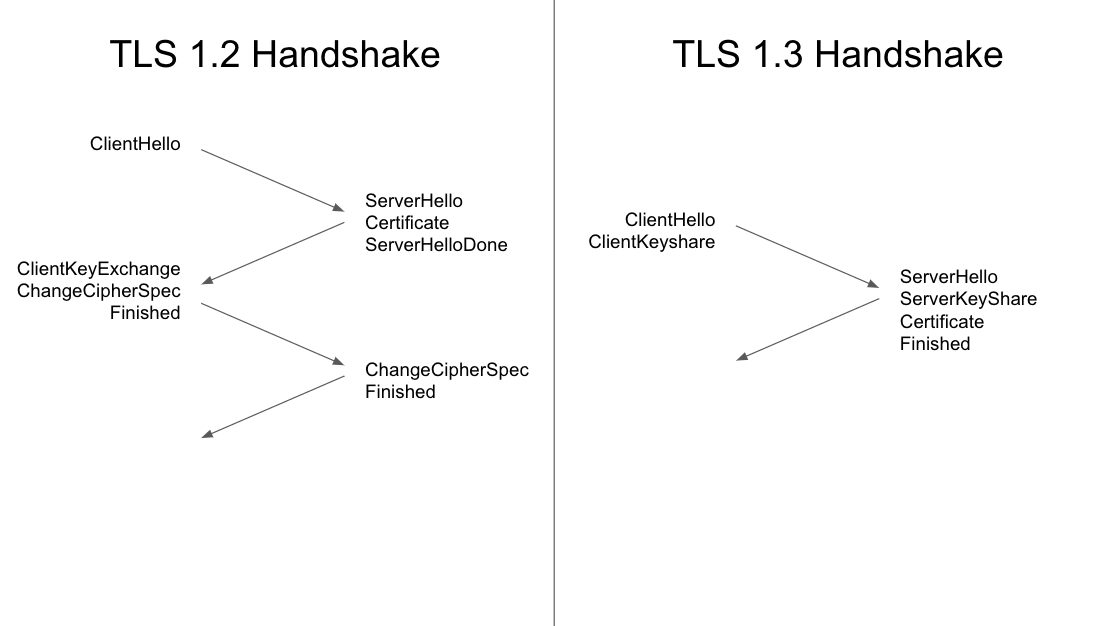 TLS 1.2 Handshake
ClientHello
ServerHello
Certificate
ServerHelloDone
ClientKeyExchange
ChangeCipherSpec
Finished
ChangeCipherSpec
Finished
TLS 1.3 Handshake
ClientHello
ClientKeyshare
ServerHello
ServerKeyShare
Certificate
Finished